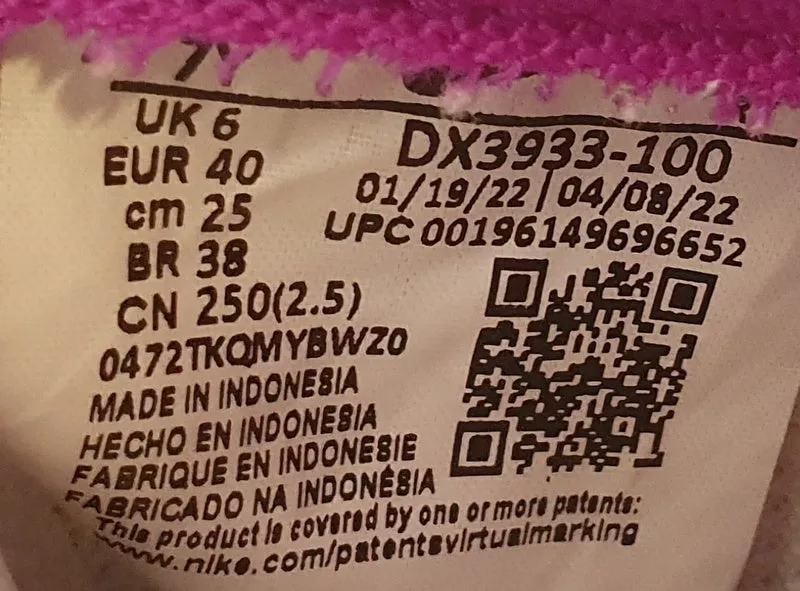 7Y
UK 6
EUR 40
cm 25
BR 38
CN 250(2.5)
DX3933-100
01/19/22 | 04/08/22
UPC 00196149696652
0472TKQMYBWZ0
MADE IN INDONESIA
HECHO EN INDONESIA
FABRIQUE EN INDONESIE
FABRICADO NA INDONÉSIA
This product is covered by one or more patents:
www.nike.com/patentsvirtualmarking